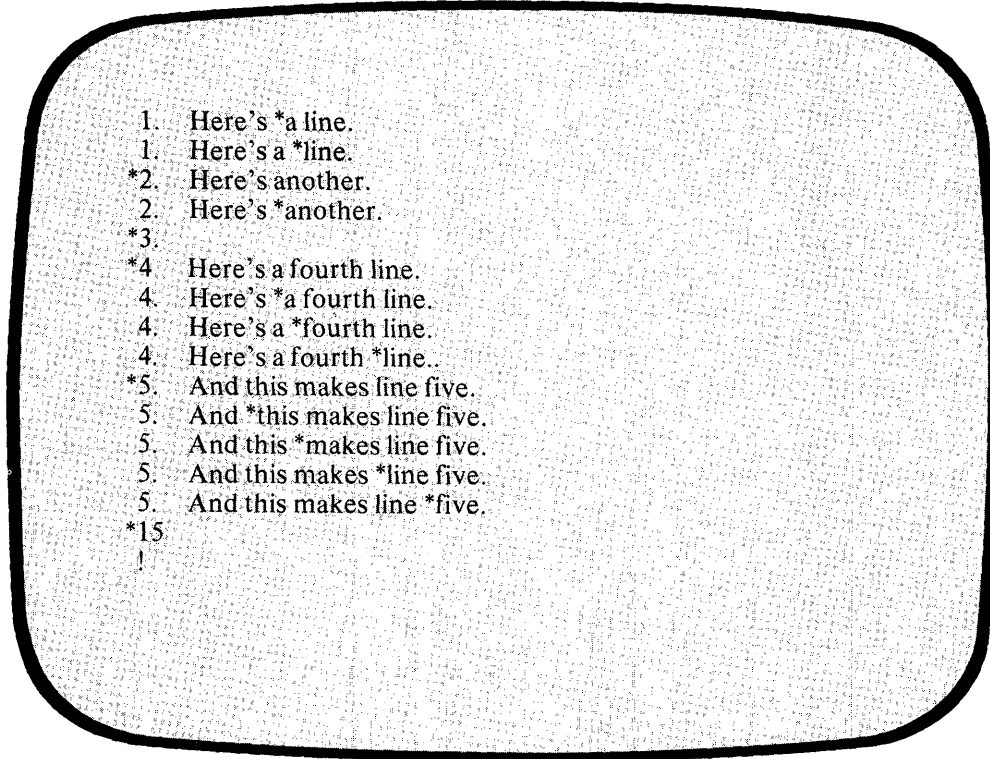 1. Here's *a line.
1. Here's a *line.
*2. Here's another.
2. Here's *another.
*3.
*4 Here's a fourth line.
4. Here's *a fourth line.
4. Here's a *fourth line.
4. Here's a fourth *line..
*5. And this makes line five.
5. And *this makes line five.
5. And this *makes line five.
5. And this makes *line five.
5. And this makes line *five.
*15
!